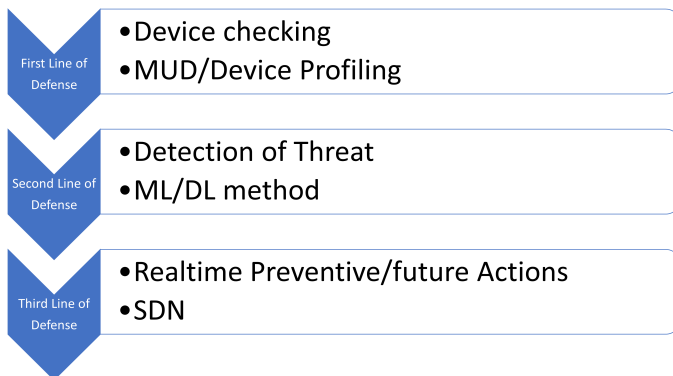 First Line of
Defense
•Device checking
•MUD/Device Profiling
Second Line of
Defense
•Detection of Threat
•ML/DL method
Third Line of
Defense
•Realtime Preventive/future Actions
•SDN